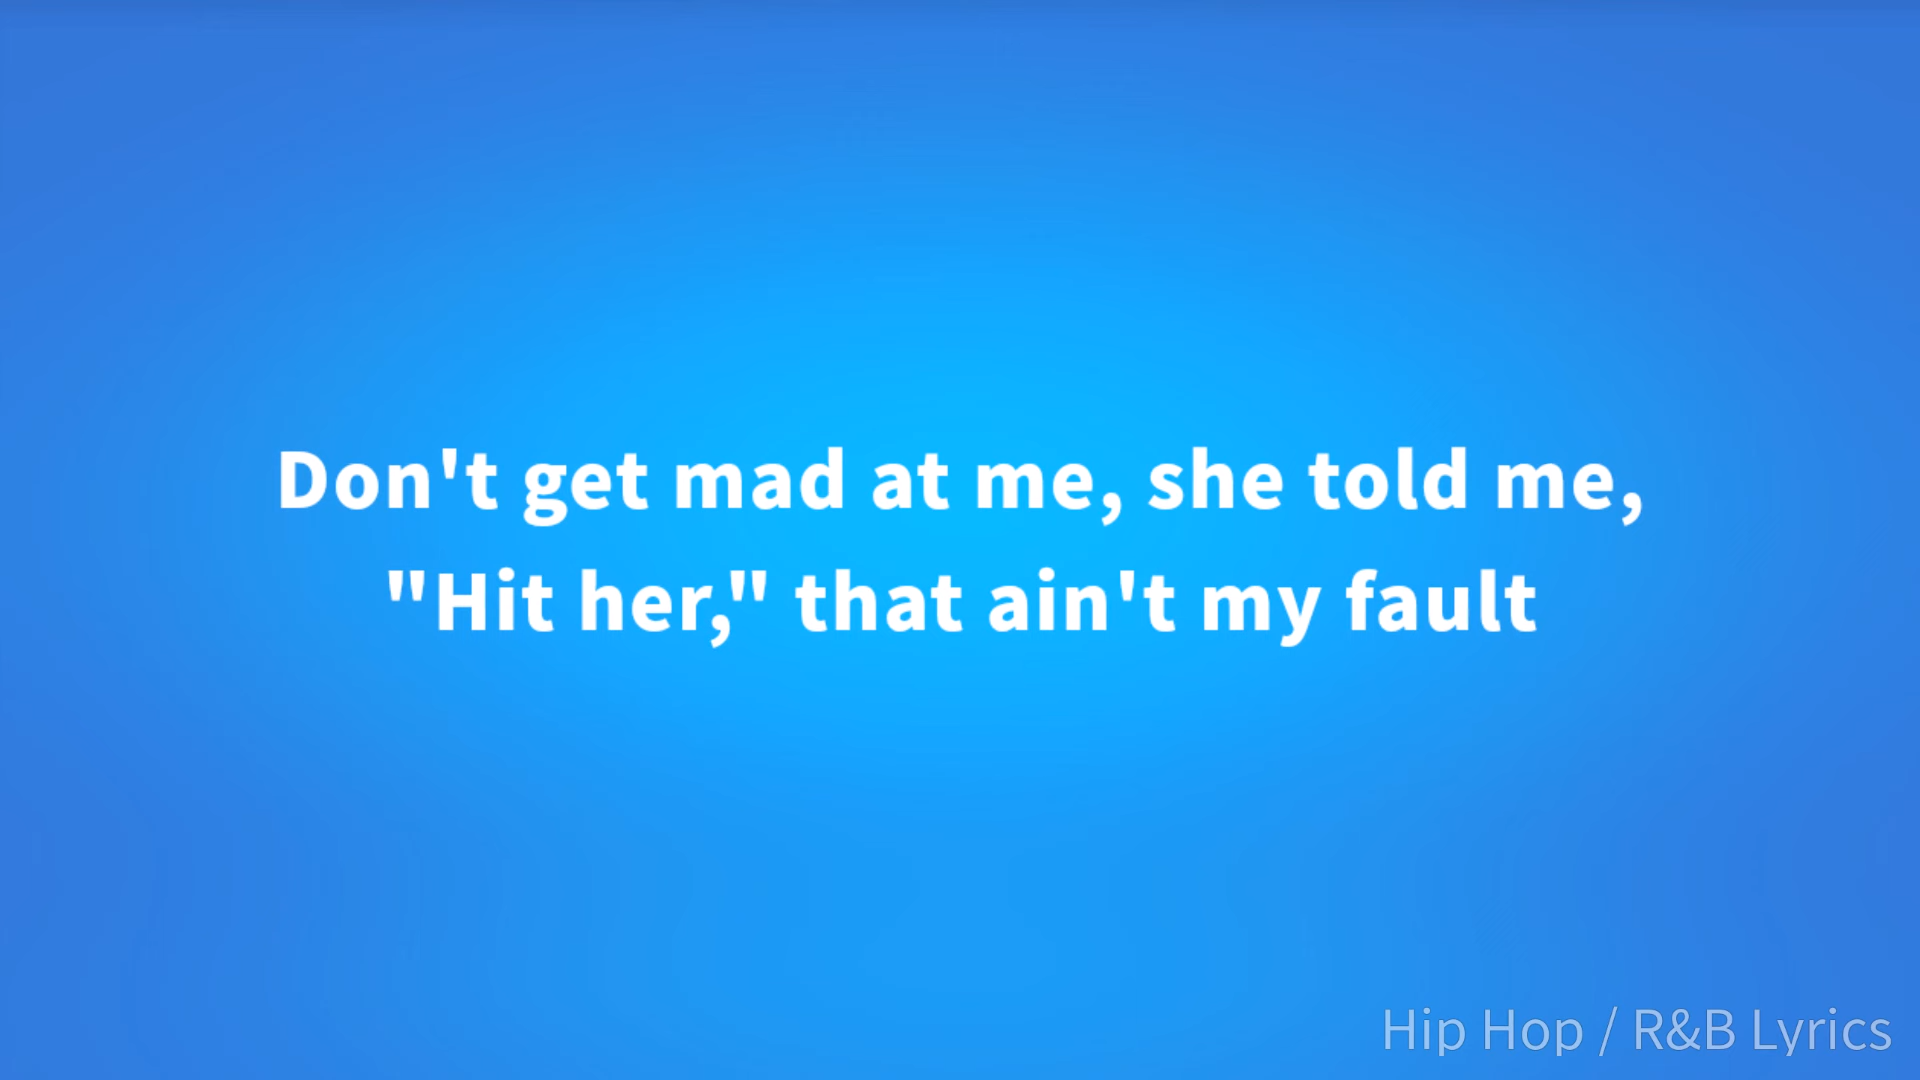 Don't get mad at me, she told me,
"Hit her," that ain't my fault
Hip Hop / R&B Lyrics